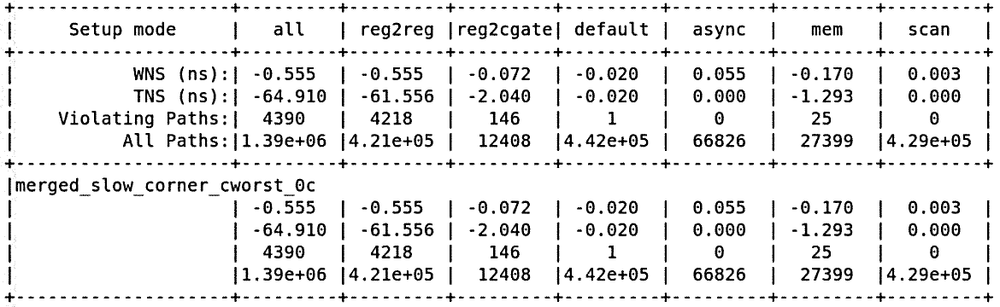 +--------------------+---------+---------+---------+---------+---------+---------+---------+
|     Setup mode     |   all   | reg2reg |reg2cgate| default |  async  |   mem   |  scan   |
+--------------------+---------+---------+---------+---------+---------+---------+---------+
|           WNS (ns):| -0.555  | -0.555  | -0.072  | -0.020  |  0.055  | -0.170  |  0.003  |
|           TNS (ns):| -64.910 | -61.556 | -2.040  | -0.020  |  0.000  | -1.293  |  0.000  |
|    Violating Paths:|  4390   |  4218   |   146   |    1    |    0    |   25    |    0    |
|          All Paths:|1.39e+06 |4.21e+05 |  12408  |4.42e+05 |  66826  |  27399  |4.29e+05 |
+--------------------+---------+---------+---------+---------+---------+---------+---------+
|merged_slow_corner_cworst_0c
|                    | -0.555  | -0.555  | -0.072  | -0.020  |  0.055  | -0.170  |  0.003  |
|                    | -64.910 | -61.556 | -2.040  | -0.020  |  0.000  | -1.293  |  0.000  |
|                    |  4390   |  4218   |   146   |    1    |    0    |   25    |    0    |
|                    |1.39e+06 |4.21e+05 |  12408  |4.42e+05 |  66826  |  27399  |4.29e+05 |
+--------------------+---------+---------+---------+---------+---------+---------+---------+